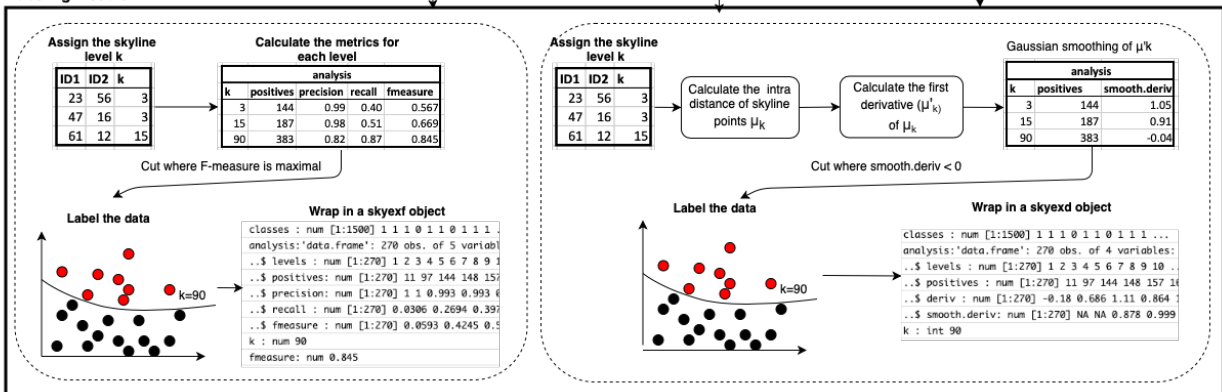 Assign the skyline
level k
ID1 ID2 k
23 56 3
47 16 3
61 12 15
Calculate the metrics for
each level
analysis
k positives precision recall fmeasure
3 144 0.99 0.40 0.567
15 187 0.98 0.51 0.669
90 383 0.82 0.87 0.845
Cut where F-measure is maximal
Label the data
k=90
Wrap in a skyexf object
classes : num [1:1500] 1 1 1 0 1 1 0 1 1 1 .
analysis:'data.frame': 270 obs. of 5 variabl
..$ levels : num [1:270] 1 2 3 4 5 6 7 8 9 1
..$ positives: num [1:270] 11 97 144 148 157
..$ precision: num [1:270] 1 1 0.993 0.993 0
..$ recall : num [1:270] 0.0306 0.2694 0.397
..$ fmeasure : num [1:270] 0.0593 0.4245 0.5
k : num 90
fmeasure: num 0.845
Assign the skyline
level k
ID1 ID2 k
23 56 3
47 16 3
61 12 15
Calculate the intra
distance of skyline
points μk
Calculate the first
derivative (μ'k)
of μk
Gaussian smoothing of μ'k
analysis
k positives smooth.deriv
3 144 1.05
15 187 0.91
90 383 -0.04
Cut where smooth.deriv < 0
Label the data
k=90
Wrap in a skyexd object
classes : num [1:1500] 1 1 1 0 1 1 0 1 1 1 ...
analysis:'data.frame': 270 obs. of 4 variables:
..$ levels : num [1:270] 1 2 3 4 5 6 7 8 9 10 ..
..$ positives : num [1:270] 11 97 144 148 157 16
..$ deriv : num [1:270] -0.18 0.686 1.11 0.864 1
..$ smooth.deriv: num [1:270] NA NA 0.878 0.999
k : int 90